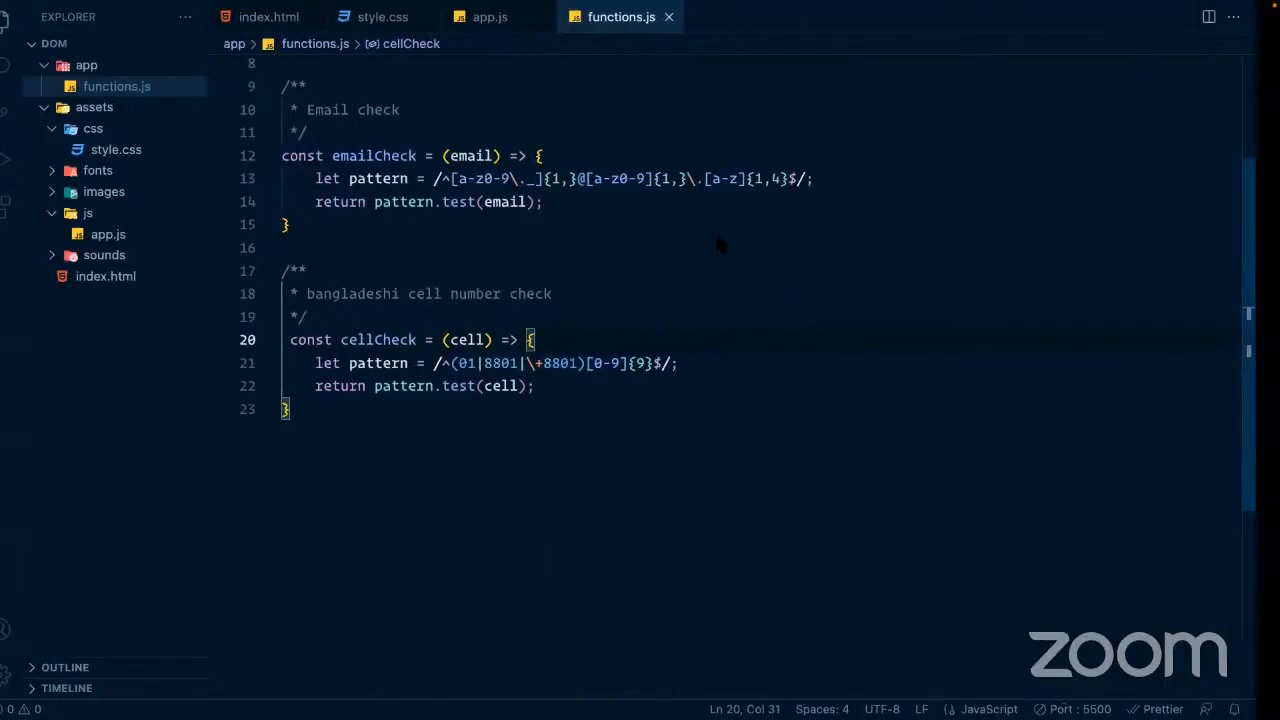 EXPLORER ···
index.html style.css app.js functions.js
DOM
app > functions.js > cellCheck
app
functions.js
assets
css
style.css
fonts
images
js
app.js
sounds
index.html
8
9 /**
10 * Email check
11 */
12 const emailCheck = (email) => {
13 let pattern = /^[a-z0-9\._]{1,}@[a-z0-9]{1,}\.[a-z]{1,4}$/;
14 return pattern.test(email);
15 }
16
17 /**
18 * bangladeshi cell number check
19 */
20 const cellCheck = (cell) => {
21 let pattern = /^(01|8801|\+8801)[0-9]{9}$/;
22 return pattern.test(cell);
23 }
OUTLINE
TIMELINE
zoom
0 0 Ln 20, Col 31 Spaces: 4 UTF-8 LF {} JavaScript Port : 5500 Prettier